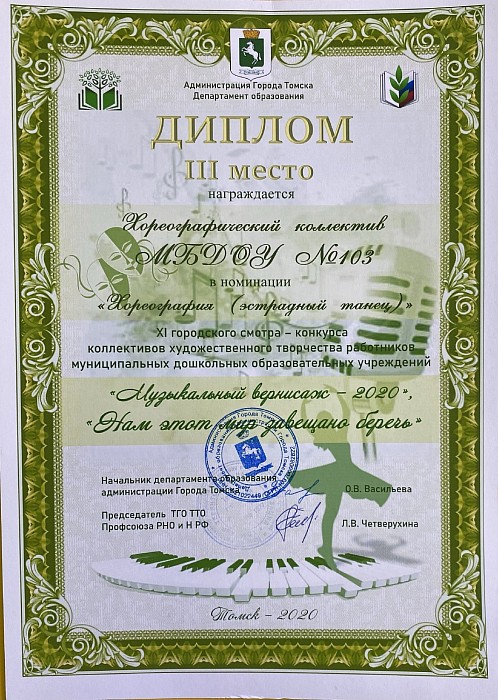 Администрация Города Томска
Департамент образования
ДИПЛОМ
III место
награждается
Хореографический коллектив
МБДОУ №103
в номинации
«Хореография (эстрадный танец)»
XI городского смотра – конкурса
коллективов художественного творчества работников
муниципальных дошкольных образовательных учреждений
«Музыкальный вернисаж – 2020»,
«Нам этот мир завещано беречь»
Начальник департамента образования
администрации Города Томска
О.В. Васильева
Председатель ТГО ТТО
Профсоюза РНО и Н РФ
Л.В. Четверухина
Томск – 2020